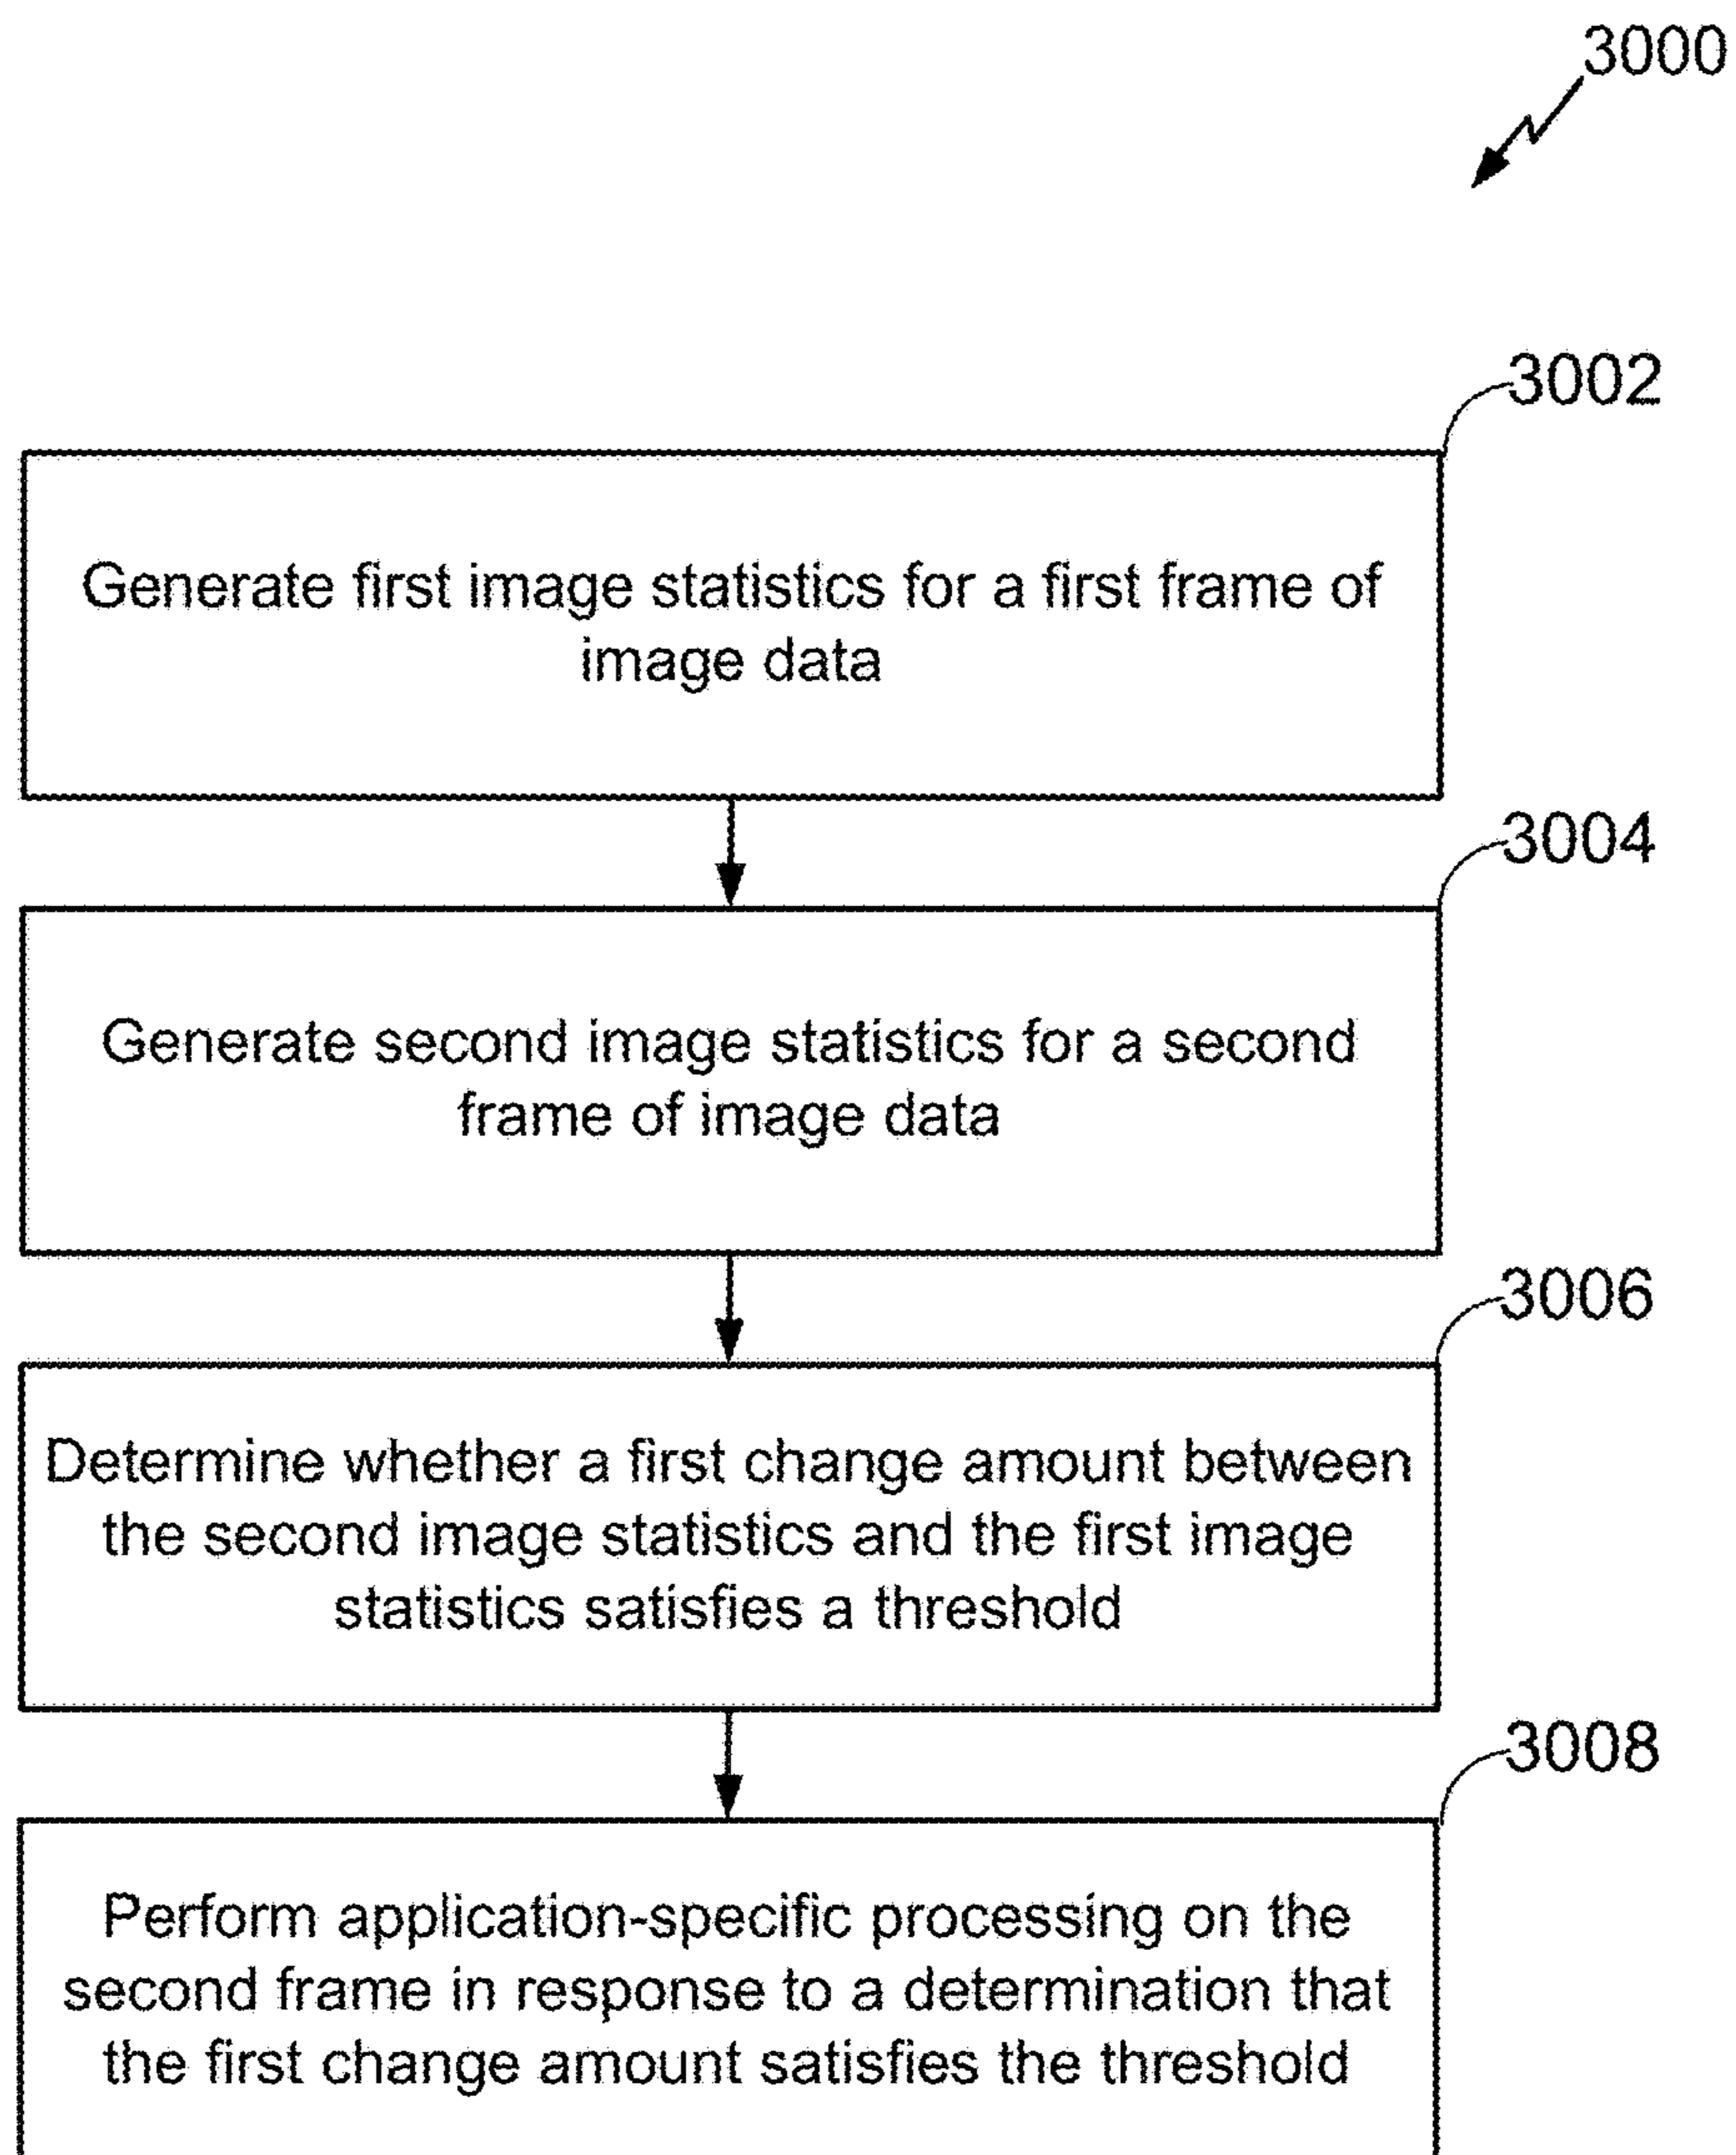 3000
3002
Generate first image statistics for a first frame of
image data
3004
Generate second image statistics for a second
frame of image data
3006
Determine whether a first change amount between
the second image statistics and the first image
statistics satisfies a threshold
3008
Perform application-specific processing on the
second frame in response to a determination that
the first change amount satisfies the threshold